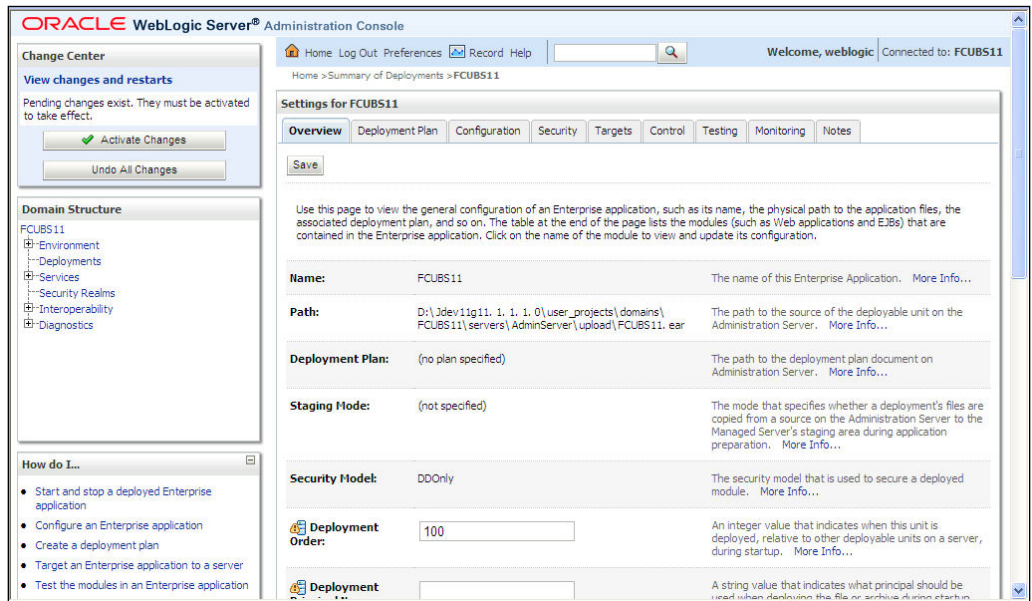 ORACLE WebLogic Server® Administration Console
Change Center
View changes and restarts
Pending changes exist. They must be activated
to take effect.
Activate Changes
Undo All Changes
Domain Structure
FCUBS11
Environment
Deployments
Services
Security Realms
Interoperability
Diagnostics
How do I...
Start and stop a deployed Enterprise
application
Configure an Enterprise application
Create a deployment plan
Target an Enterprise application to a server
Test the modules in an Enterprise application
Home Log Out Preferences Record Help
Welcome, weblogic Connected to: FCUBS11
Home >Summary of Deployments >FCUBS11
Settings for FCUBS11
Overview Deployment Plan Configuration Security Targets Control Testing Monitoring Notes
Save
Use this page to view the general configuration of an Enterprise application, such as its name, the physical path to the application files, the
associated deployment plan, and so on. The table at the end of the page lists the modules (such as Web applications and EJBs) that are
contained in the Enterprise application. Click on the name of the module to view and update its configuration.
Name: FCUBS11 The name of this Enterprise Application. More Info...
Path: D:\Jdev11g11. 1. 1. 1. 0\user_projects\domains\ The path to the source of the deployable unit on the
FCUBS11\servers\AdminServer\upload\FCUBS11. ear Administration Server. More Info...
Deployment Plan: (no plan specified) The path to the deployment plan document on
Administration Server. More Info...
Staging Mode: (not specified) The mode that specifies whether a deployment's files are
copied from a source on the Administration Server to the
Managed Server's staging area during application
preparation. More Info...
Security Model: DDOnly The security model that is used to secure a deployed
module. More Info...
Deployment 100 An integer value that indicates when this unit is
Order: deployed, relative to other deployable units on a server,
during startup. More Info...
Deployment A string value that indicates what principal should be
used when deploying the file or archive during startup